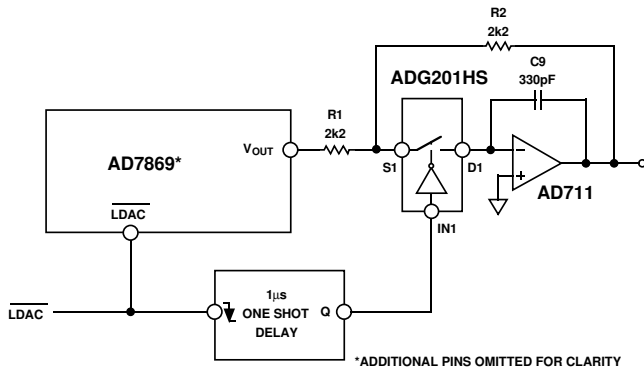 R2
2k2
C9
330pF
ADG201HS
R1
2k2
AD7869*
VOUT
S1
D1
−
+
AD711
LDAC
IN1
LDAC
1µs
ONE SHOT
DELAY
Q
*ADDITIONAL PINS OMITTED FOR CLARITY